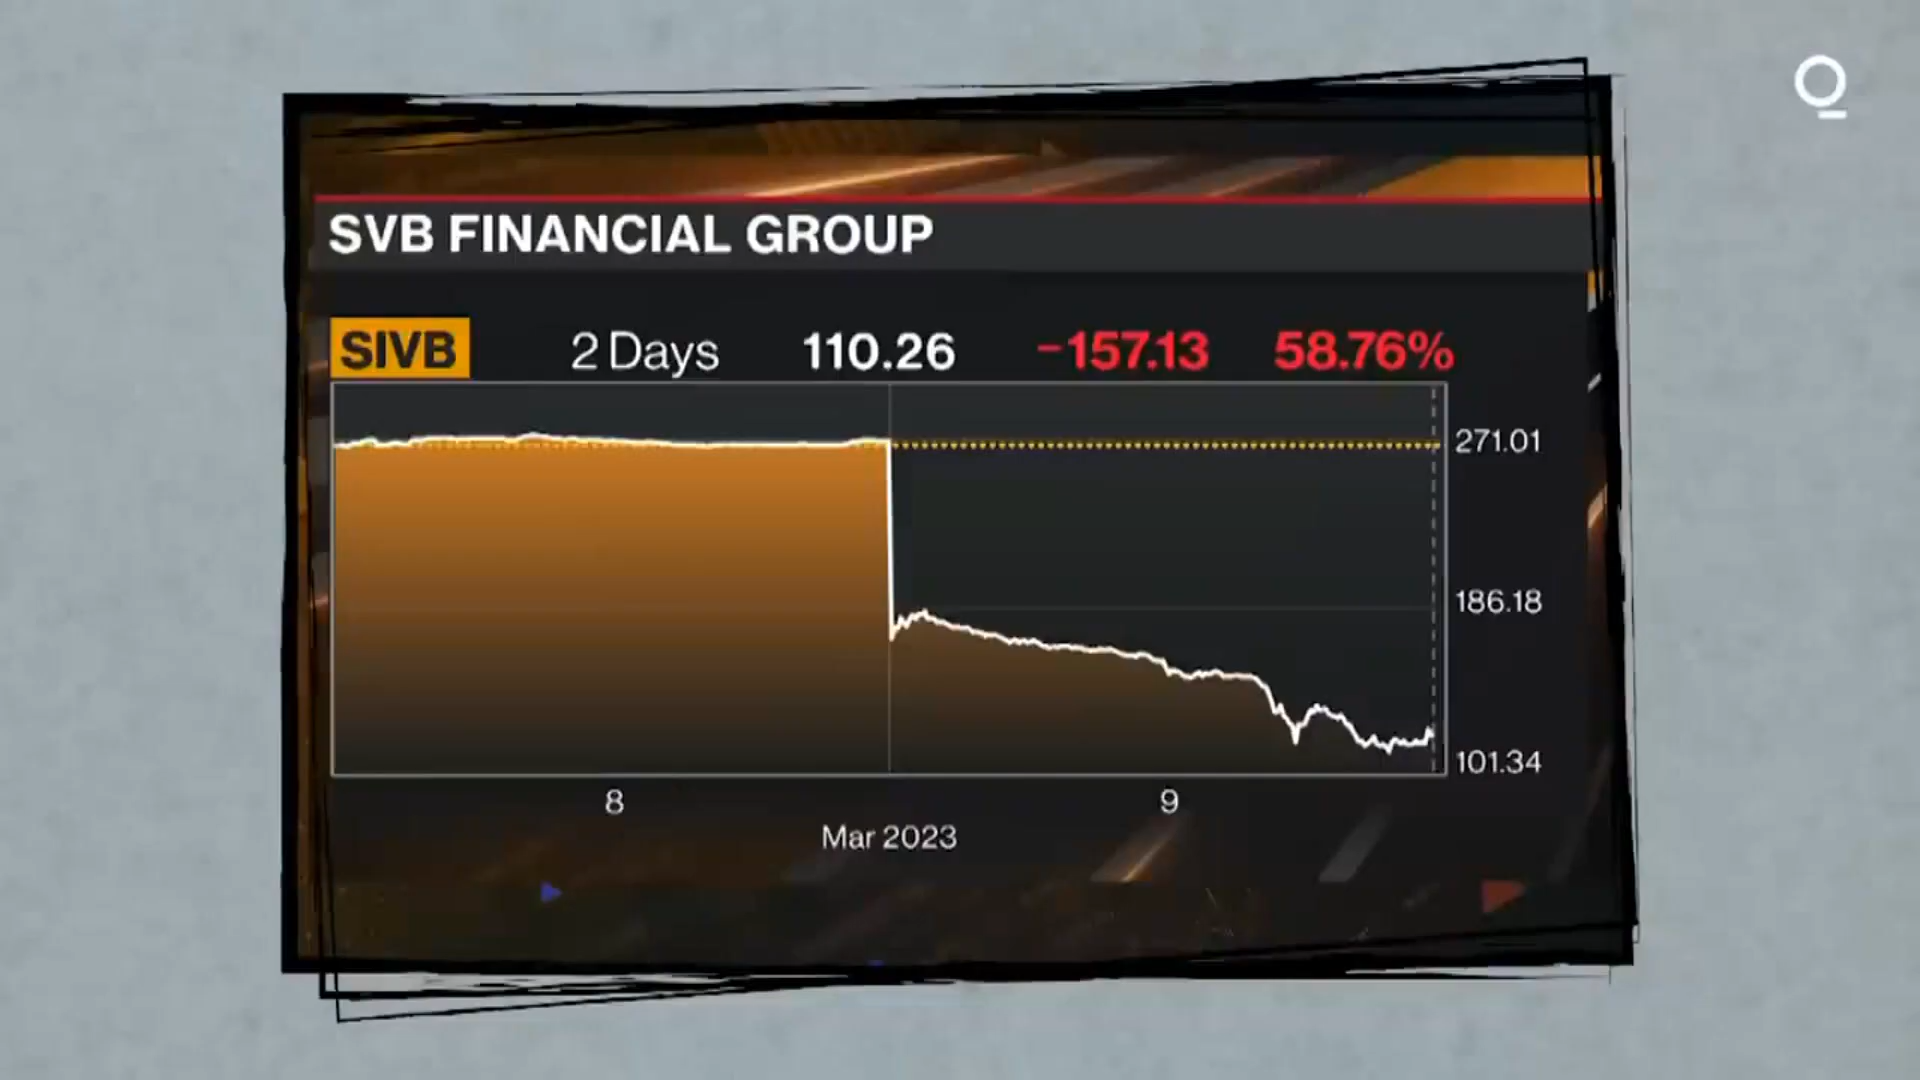 SVB FINANCIAL GROUP
SIVB 2 Days 110.26 -157.13 58.76%
271.01
186.18
101.34
8 9
Mar 2023